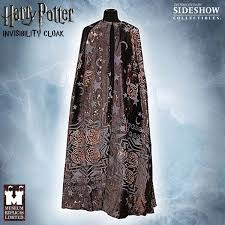 Harry Potter
INVISIBILITY CLOAK
SIDESHOW
COLLECTIBLES
MUSEUM
REPLICAS
LIMITED